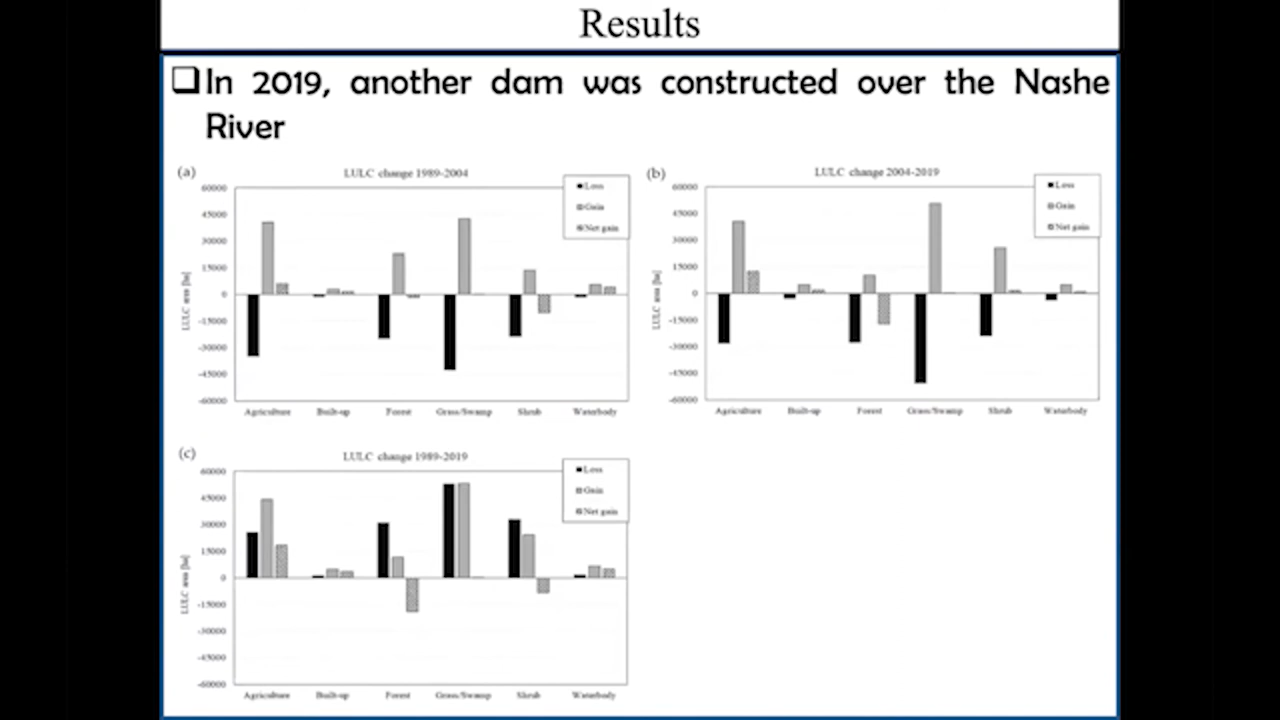 Results
❑In 2019, another dam was constructed over the Nashe
River
(a)
LULC change 1989-2004
Loss
Gain
Net gain
60000
45000
30000
15000
0
-15000
-30000
-45000
-60000
LULC area [ha]
Agriculture Built-up Forest Grass/Swamp Shrub Waterbody
(b)
LULC change 2004-2019
Loss
Gain
Net gain
60000
45000
30000
15000
0
-15000
-30000
-45000
-60000
LULC area [ha]
Agriculture Built-up Forest Grass/Swamp Shrub Waterbody
(c)
LULC change 1989-2019
Loss
Gain
Net gain
60000
45000
30000
15000
0
-15000
-30000
-45000
-60000
LULC area [ha]
Agriculture Built-up Forest Grass/Swamp Shrub Waterbody